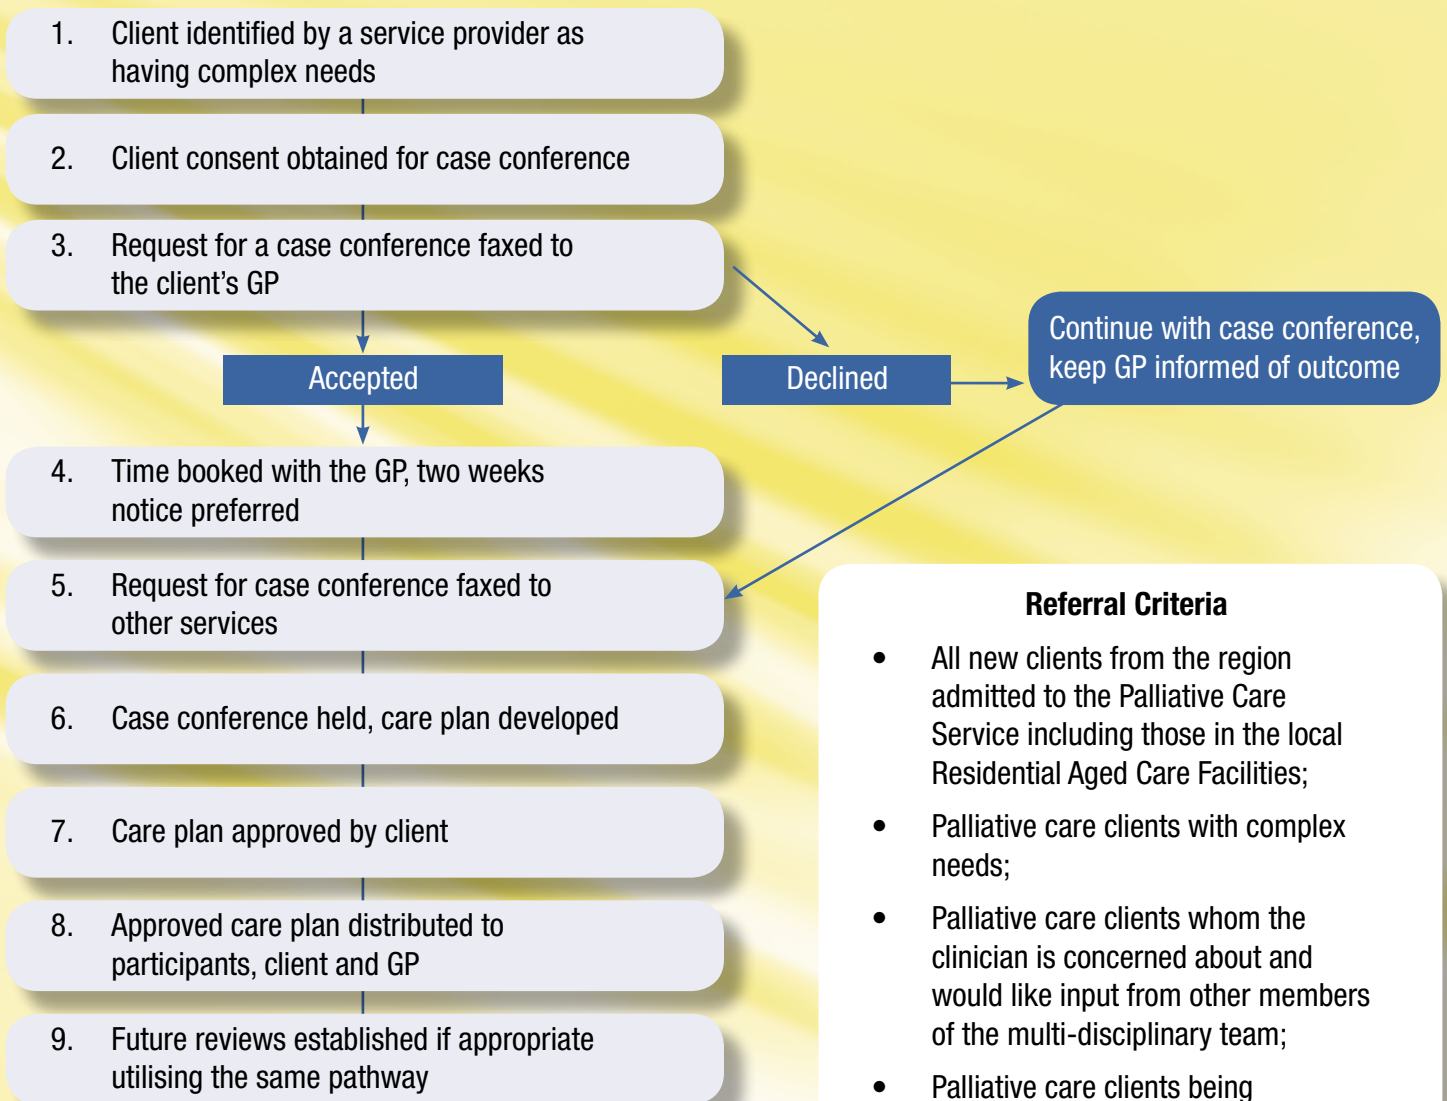 1. Client identified by a service provider as
having complex needs
2. Client consent obtained for case conference
3. Request for a case conference faxed to
the client's GP
Accepted
Declined
Continue with case conference,
keep GP informed of outcome
4. Time booked with the GP, two weeks
notice preferred
5. Request for case conference faxed to
other services
6. Case conference held, care plan developed
7. Care plan approved by client
8. Approved care plan distributed to
participants, client and GP
9. Future reviews established if appropriate
utilising the same pathway
Referral Criteria
• All new clients from the region
admitted to the Palliative Care
Service including those in the local
Residential Aged Care Facilities;
• Palliative care clients with complex
needs;
• Palliative care clients whom the
clinician is concerned about and
would like input from other members
of the multi-disciplinary team;
• Palliative care clients being